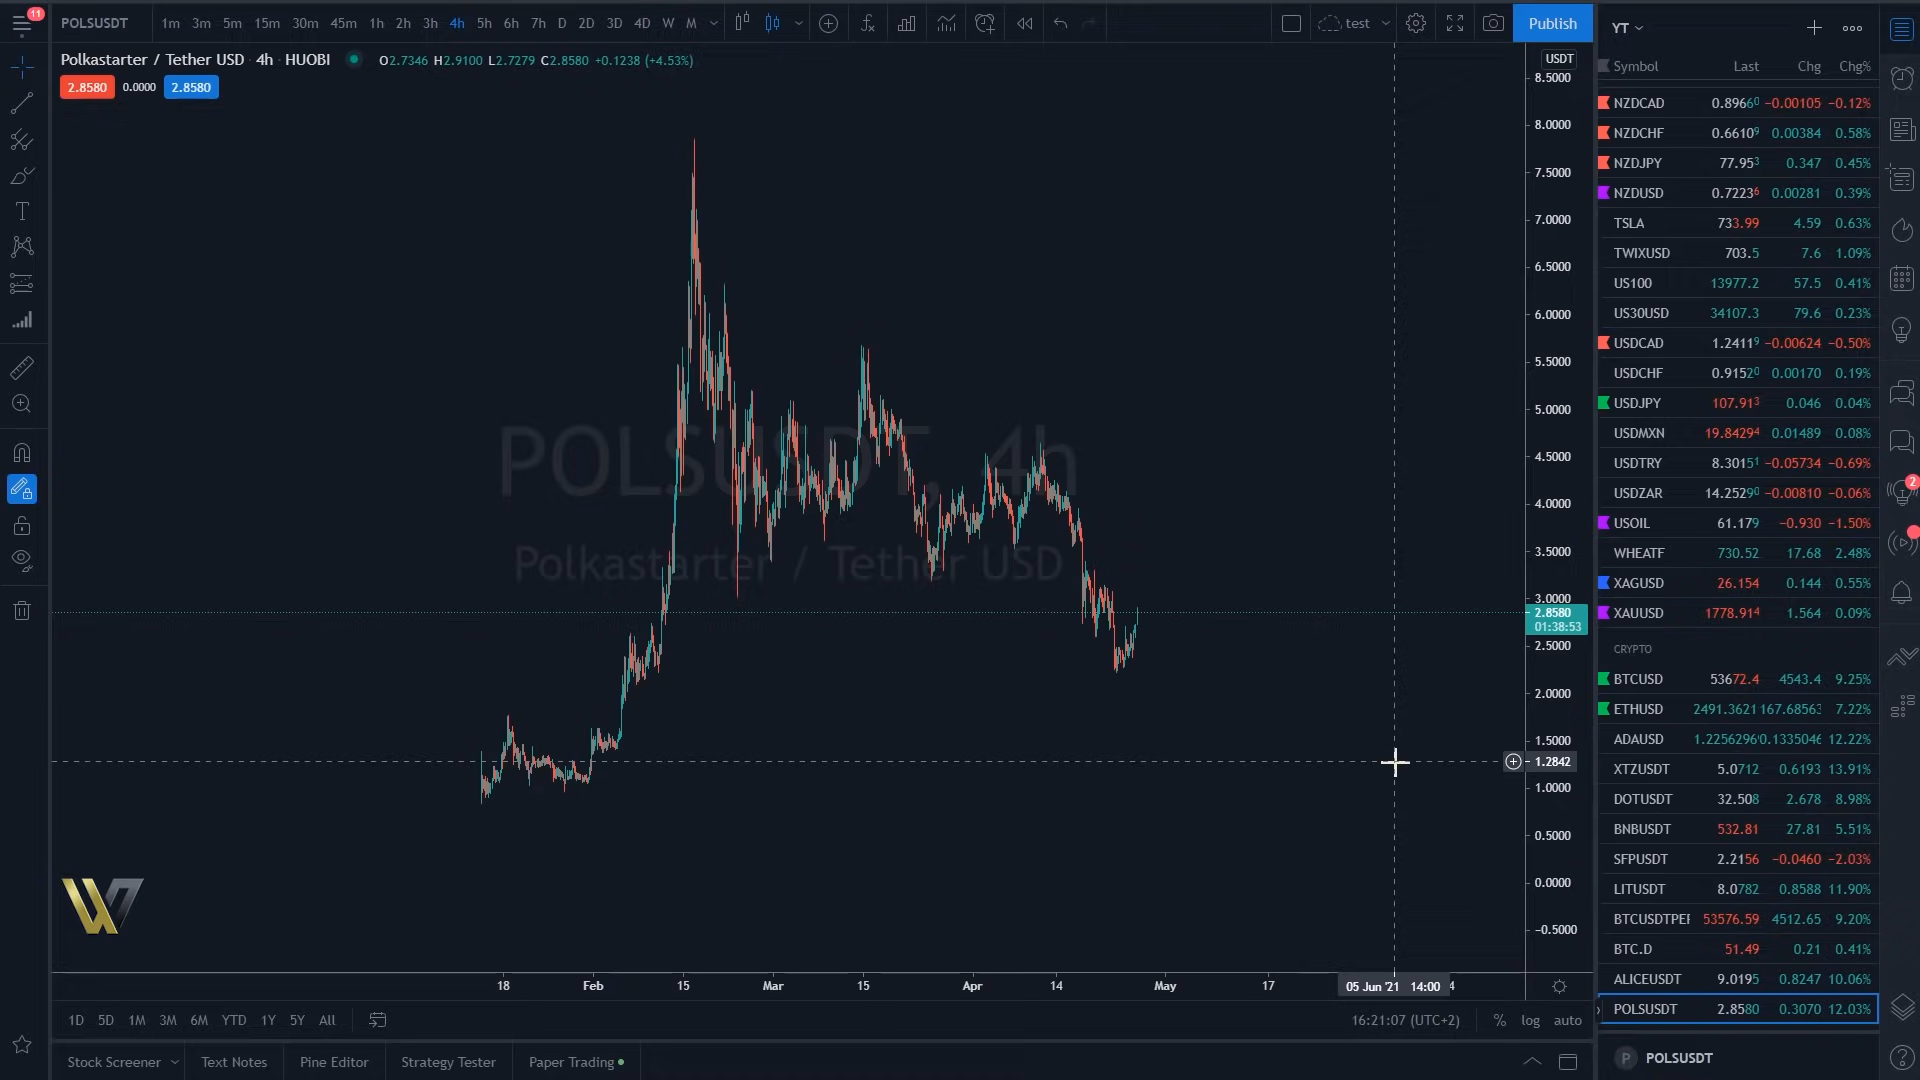 11
POLSUSDT 1m 3m 5m 15m 30m 45m 1h 2h 3h 4h 5h 6h 7h D 2D 3D 4D W M test Publish
YT
Polkastarter / Tether USD · 4h · HUOBI O2.7346 H2.9100 L2.7279 C2.8580 +0.1238 (+4.53%)
2.8580 0.0000 2.8580
POLSUSDT, 4h
Polkastarter / Tether USD
USDT
8.5000
8.0000
7.5000
7.0000
6.5000
6.0000
5.5000
5.0000
4.5000
4.0000
3.5000
3.0000
2.8580
01:38:53
2.5000
2.0000
1.5000
1.2842
1.0000
0.5000
0.0000
−0.5000
18 Feb 15 Mar 15 Apr 14 May 17 05 Jun '21 14:00 4
1D 5D 1M 3M 6M YTD 1Y 5Y All 16:21:07 (UTC+2) % log auto
Stock Screener Text Notes Pine Editor Strategy Tester Paper Trading
Symbol Last Chg Chg%
NZDCAD 0.89660 −0.00105 −0.12%
NZDCHF 0.66109 0.00384 0.58%
NZDJPY 77.953 0.347 0.45%
NZDUSD 0.72236 0.00281 0.39%
TSLA 733.99 4.59 0.63%
TWIXUSD 703.5 7.6 1.09%
US100 13977.2 57.5 0.41%
US30USD 34107.3 79.6 0.23%
USDCAD 1.24119 −0.00624 −0.50%
USDCHF 0.91520 0.00170 0.19%
USDJPY 107.913 0.046 0.04%
USDMXN 19.84294 0.01489 0.08%
USDTRY 8.30151 −0.05734 −0.69%
USDZAR 14.25290 −0.00810 −0.06%
USOIL 61.179 −0.930 −1.50%
WHEATF 730.52 17.68 2.48%
XAGUSD 26.154 0.144 0.55%
XAUUSD 1778.914 1.564 0.09%
CRYPTO
BTCUSD 53672.4 4543.4 9.25%
ETHUSD 2491.3621 167.68563 7.22%
ADAUSD 1.2256296 0.1335046 12.22%
XTZUSDT 5.0712 0.6193 13.91%
DOTUSDT 32.508 2.678 8.98%
BNBUSDT 532.81 27.81 5.51%
SFPUSDT 2.2156 −0.0460 −2.03%
LITUSDT 8.0782 0.8588 11.90%
BTCUSDTPEF 53576.59 4512.65 9.20%
BTC.D 51.49 0.21 0.41%
ALICEUSDT 9.0195 0.8247 10.06%
POLSUSDT 2.8580 0.3070 12.03%
P POLSUSDT
2